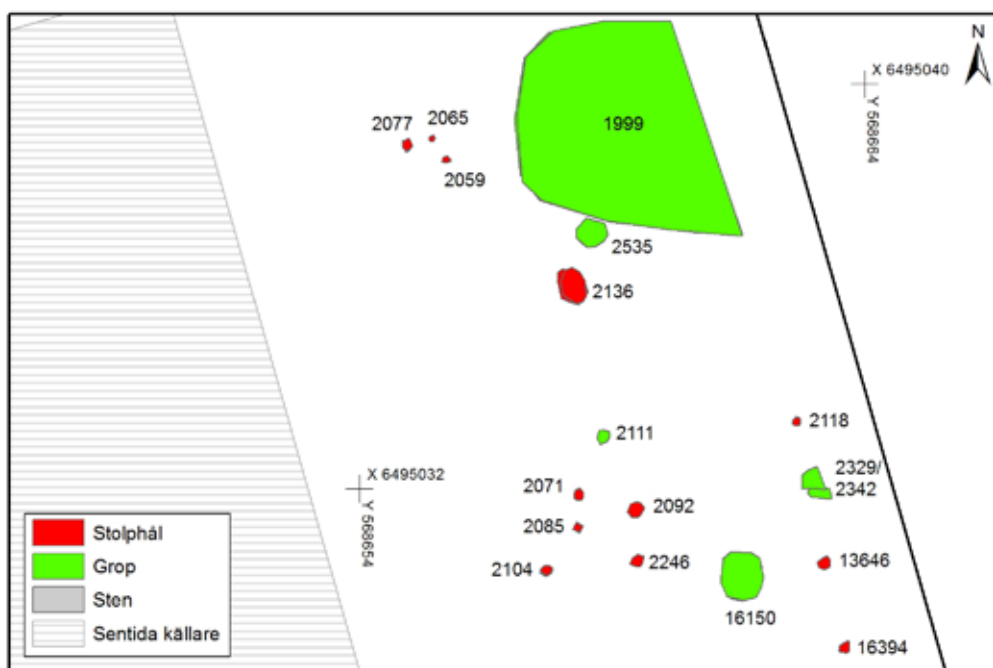 N
X 6495040
Y 568664
2077
2065
2059
1999
2535
2136
2118
2111
2329/
2342
X 6495032
Y 568654
2071
2092
2085
2104
2246
13646
16150
16394
Stolphål
Grop
Sten
Sentida källare